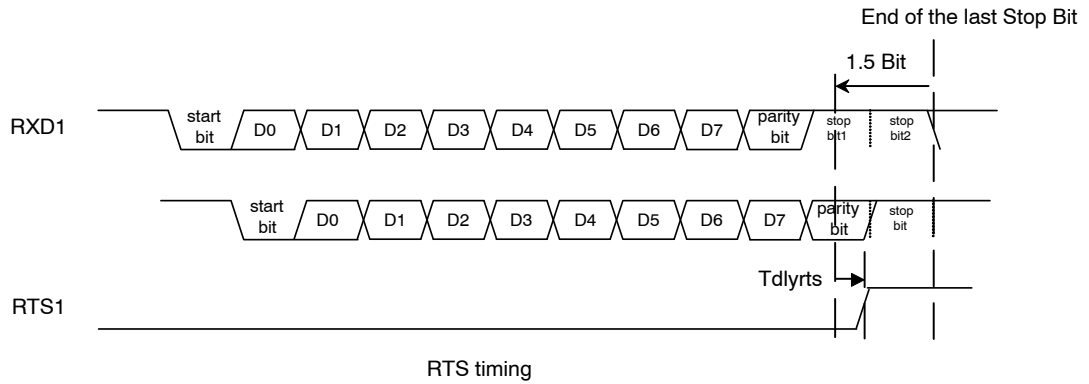 End of the last Stop Bit
1.5 Bit
RXD1
start bit D0 D1 D2 D3 D4 D5 D6 D7 parity bit stop bit1 stop bit2
start bit D0 D1 D2 D3 D4 D5 D6 D7 parity bit stop bit
Tdlyrts
RTS1
RTS timing